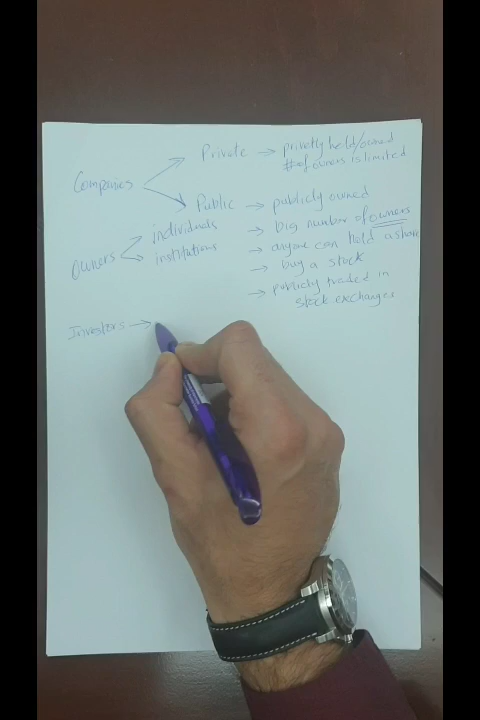 Private → privtly held/owned
# of owners is limited
Companies
Public → publicly owned
individuals → big number of owners
Owners institutions → anyone can hold a share
→ buy a stock
→ publicly traded in
stock exchanges
Investors →